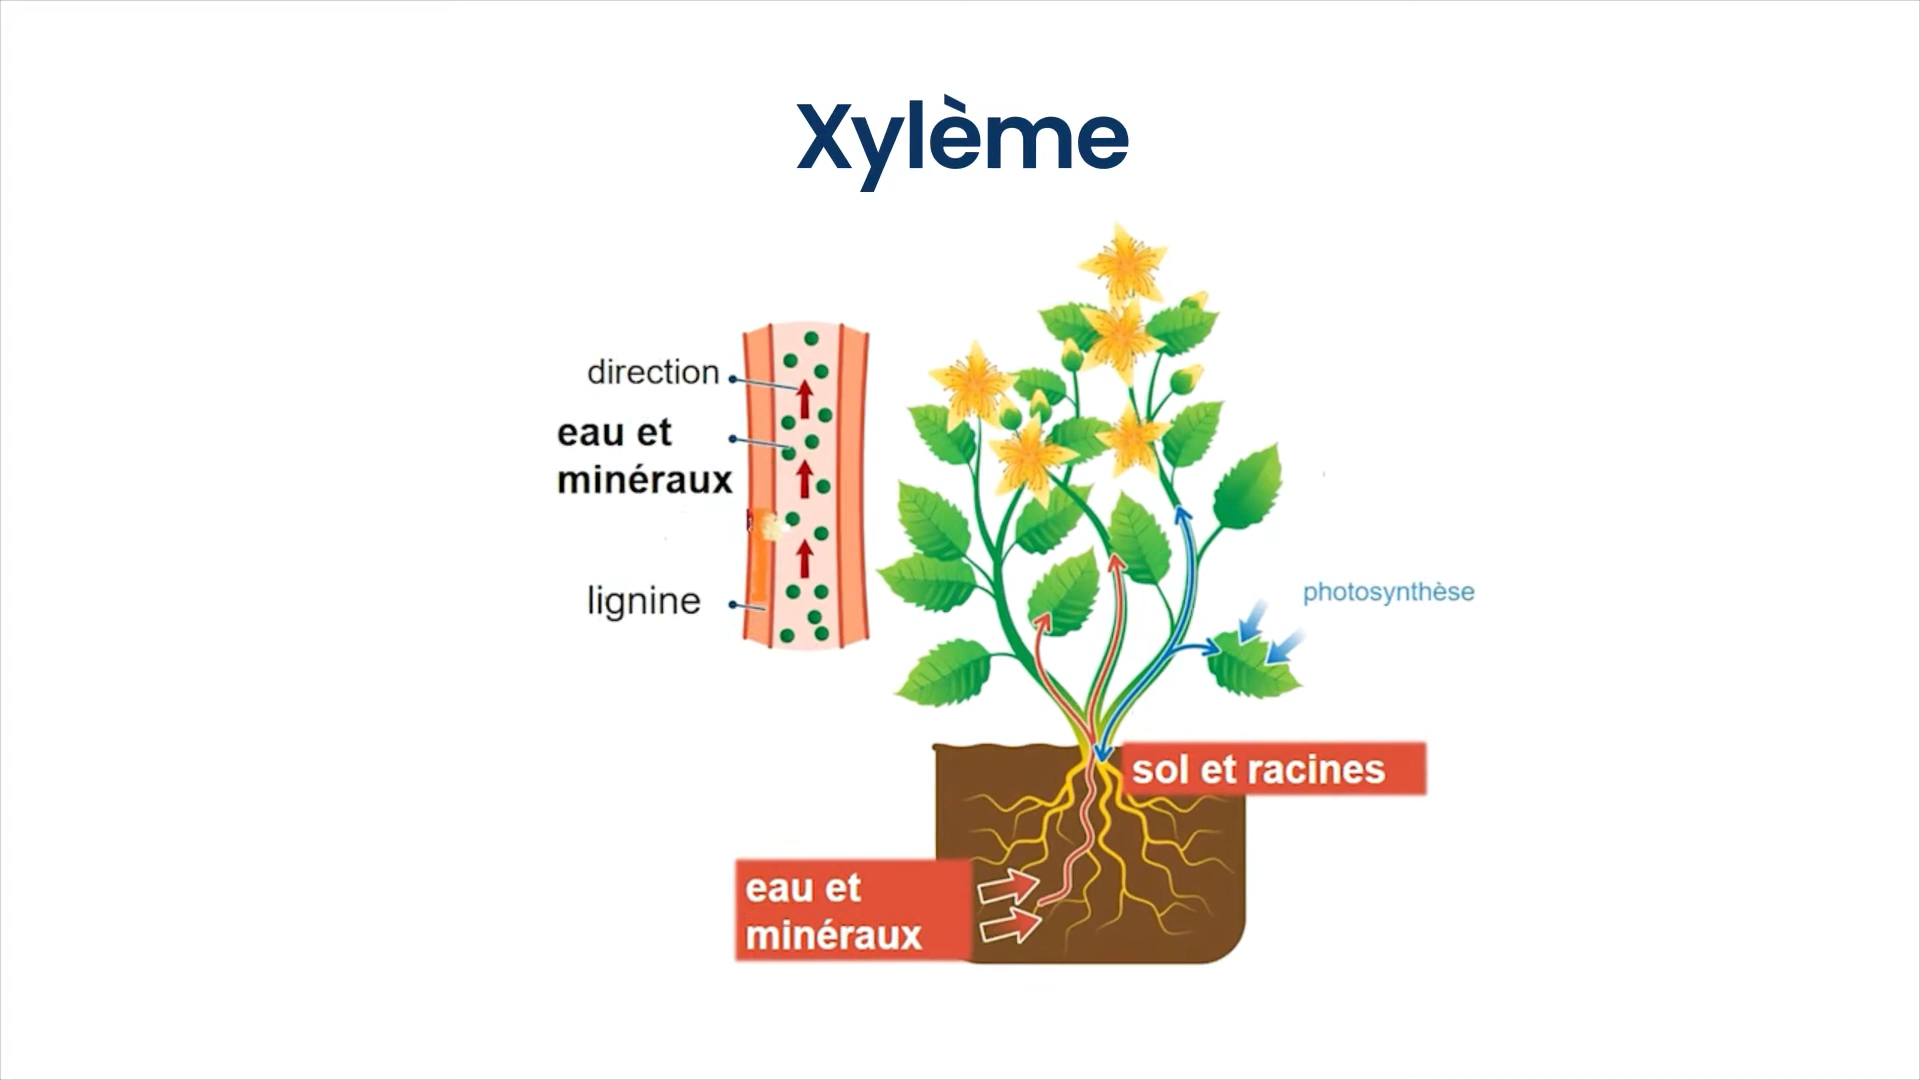 Xylème
direction
eau et
minéraux
lignine
photosynthèse
sol et racines
eau et
minéraux